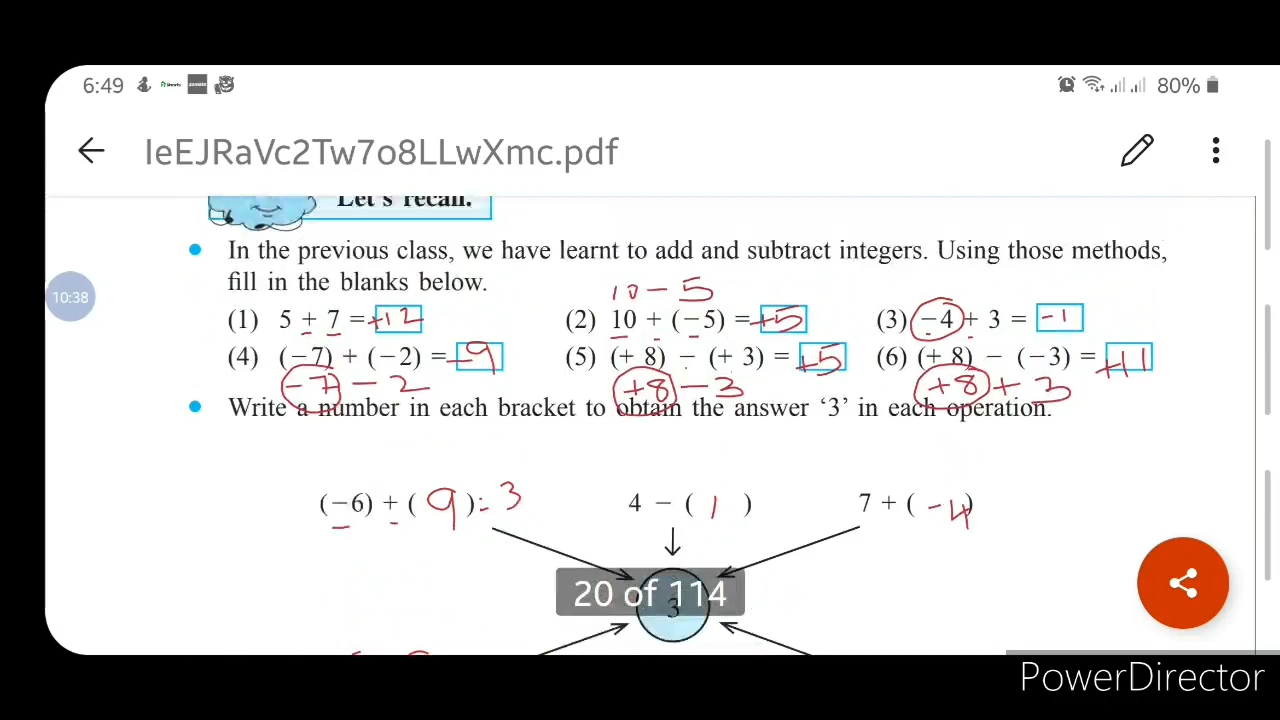 6:49 80%
IeEJRaVc2Tw7o8LLwXmc.pdf
Let's recall.
10:38
• In the previous class, we have learnt to add and subtract integers. Using those methods,
fill in the blanks below.
10 - 5
(1) 5 + 7 = +12 (2) 10 + (−5) = +5 (3) −4 + 3 = -1
(4) (−7) + (−2) = -9 (5) (+ 8) − (+ 3) = +5 (6) (+ 8) − (−3) = +11
-7 - 2 +8 - 3 +8 + 3
• Write a number in each bracket to obtain the answer ‘3’ in each operation.
(−6) + ( 9 ) = 3 4 − ( 1 ) 7 + ( -4 )
20 of 114
3
PowerDirector